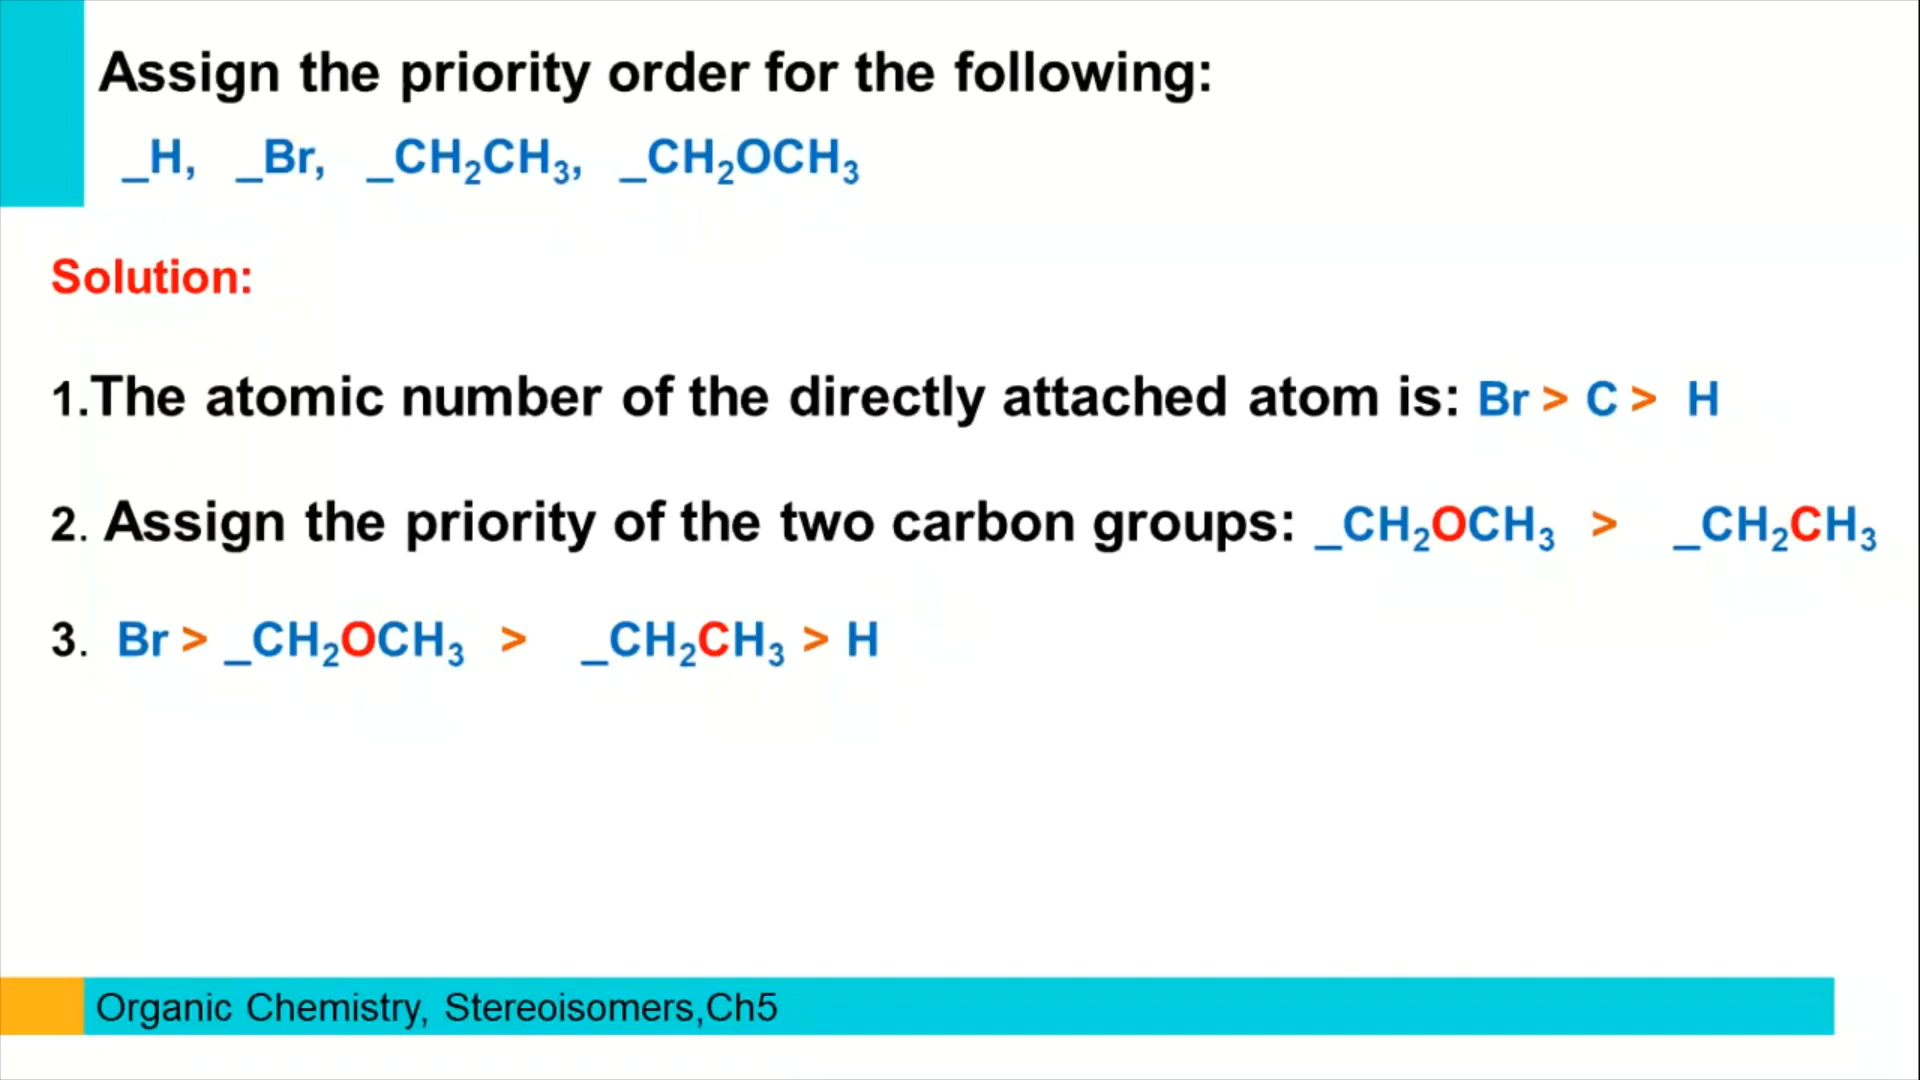 Assign the priority order for the following:
_H, _Br, _CH₂CH₃, _CH₂OCH₃
Solution:
1.The atomic number of the directly attached atom is: Br > C > H
2. Assign the priority of the two carbon groups: _CH₂OCH₃ > _CH₂CH₃
3. Br > _CH₂OCH₃ > _CH₂CH₃ > H
Organic Chemistry, Stereoisomers,Ch5